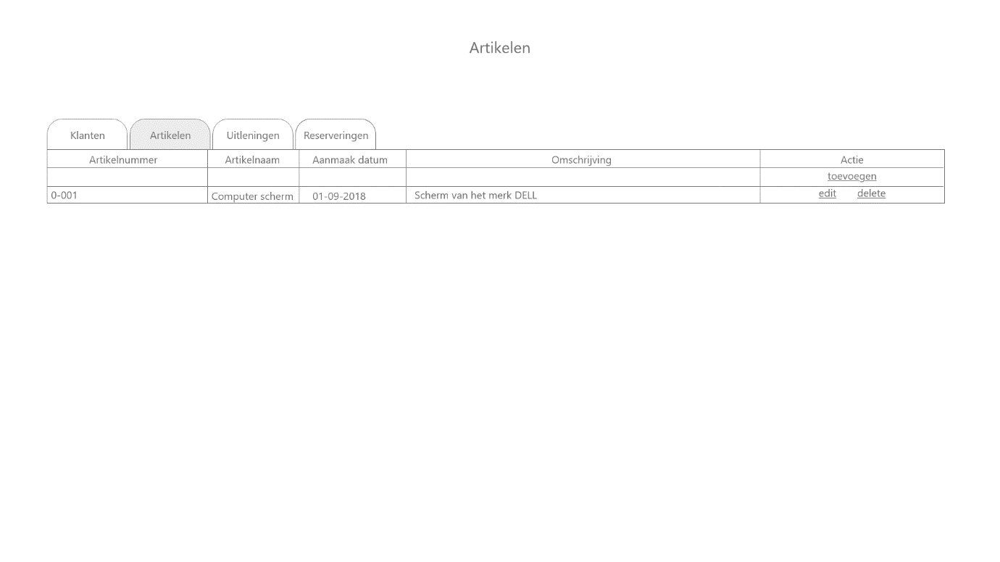 Artikelen
Klanten Artikelen Uitleningen Reserveringen
Artikelnummer Artikelnaam Aanmaak datum Omschrijving Actie
toevoegen
0-001 Computer scherm 01-09-2018 Scherm van het merk DELL edit delete